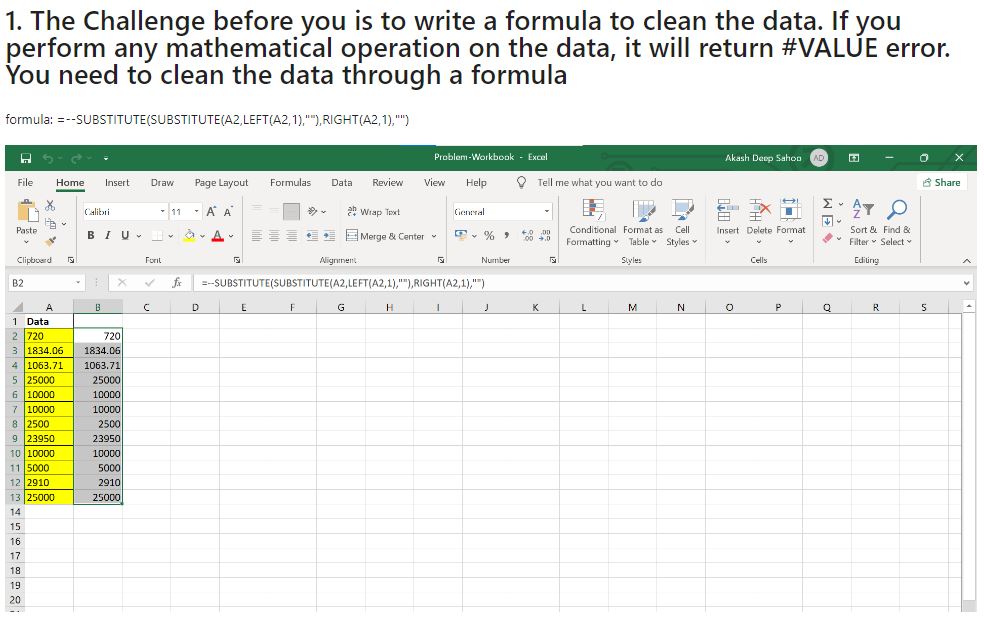 1. The Challenge before you is to write a formula to clean the data. If you
perform any mathematical operation on the data, it will return #VALUE error.
You need to clean the data through a formula
formula: =--SUBSTITUTE(SUBSTITUTE(A2,LEFT(A2,1),""),RIGHT(A2,1),"")
Problem-Workbook - Excel
Akash Deep Sahoo AD
File Home Insert Draw Page Layout Formulas Data Review View Help Tell me what you want to do Share
Paste
Calibri 11 A A
ab Wrap Text
General
Conditional Format as Cell
Formatting Table Styles
Insert Delete Format
Sort & Find &
Filter Select
B I U A
Merge & Center
% ,
Clipboard Font Alignment Number Styles Cells Editing
B2 fx =--SUBSTITUTE(SUBSTITUTE(A2,LEFT(A2,1),""),RIGHT(A2,1),"")
A B C D E F G H I J K L M N O P Q R S
1 Data
2 720 720
3 1834.06 1834.06
4 1063.71 1063.71
5 25000 25000
6 10000 10000
7 10000 10000
8 2500 2500
9 23950 23950
10 10000 10000
11 5000 5000
12 2910 2910
13 25000 25000
14
15
16
17
18
19
20